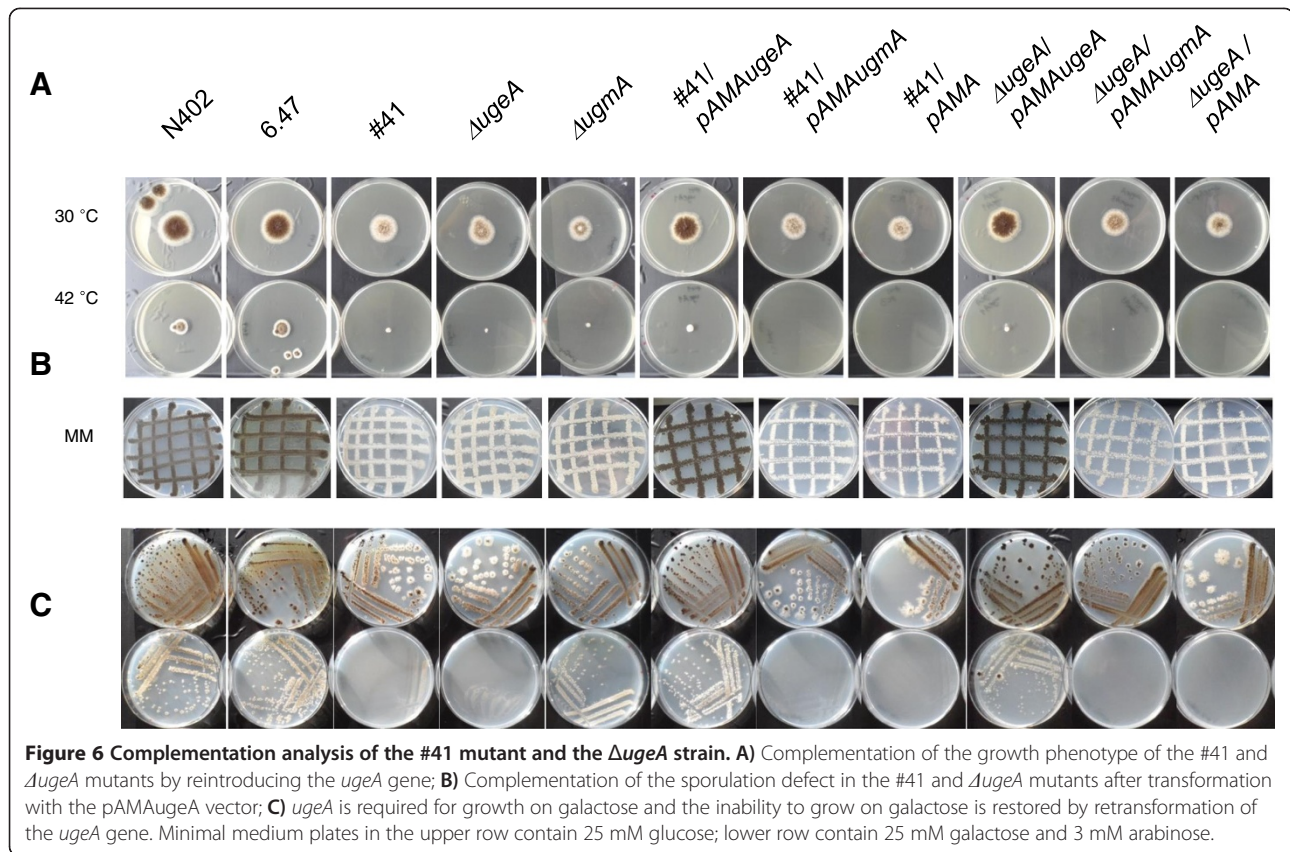 A
N402
6.47
#41
ΔugeA
ΔugmA
#41/
pAMAugeA
#41/
pAMAugmA
#41/
pAMA
ΔugeA/
pAMAugeA
ΔugeA/
pAMAugmA
ΔugeA /
pAMA
30 °C
42 °C
B
MM
C
Figure 6 Complementation analysis of the #41 mutant and the ΔugeA strain. A) Complementation of the growth phenotype of the #41 and
ΔugeA mutants by reintroducing the ugeA gene; B) Complementation of the sporulation defect in the #41 and ΔugeA mutants after transformation
with the pAMAugeA vector; C) ugeA is required for growth on galactose and the inability to grow on galactose is restored by retransformation of
the ugeA gene. Minimal medium plates in the upper row contain 25 mM glucose; lower row contain 25 mM galactose and 3 mM arabinose.